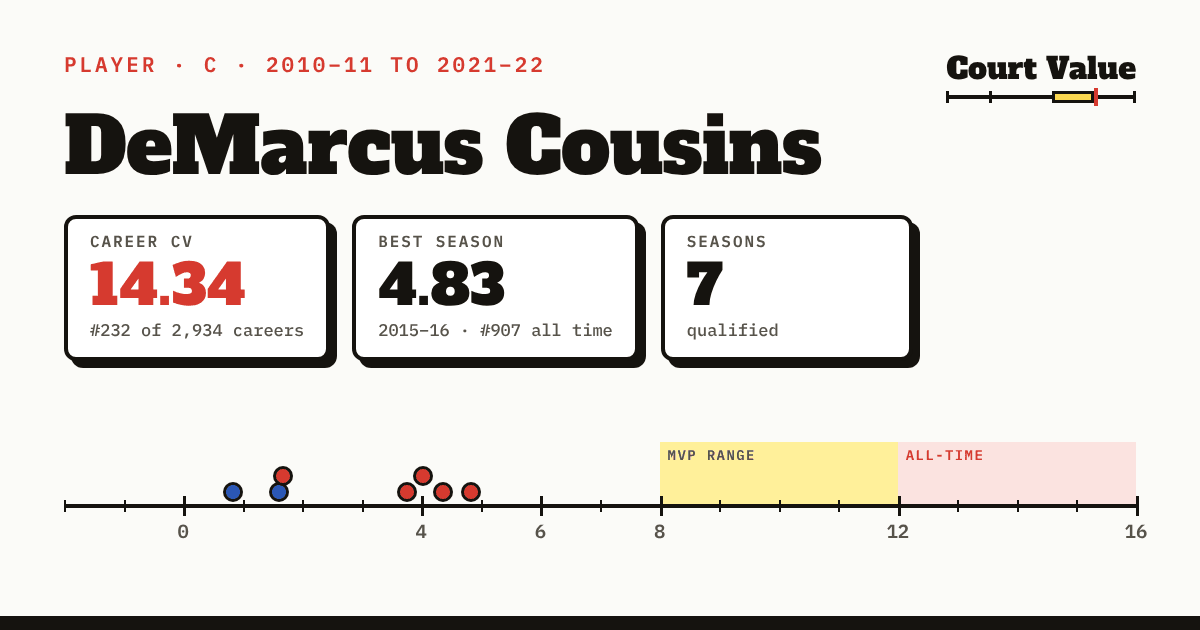 PLAYER · C · 2010–11 TO 2021–22
Court Value
DeMarcus Cousins
CAREER CV
14.34
#232 of 2,934 careers
BEST SEASON
4.83
2015–16 · #907 all time
SEASONS
7
qualified
MVP RANGE
ALL-TIME
0 4 6 8 12 16